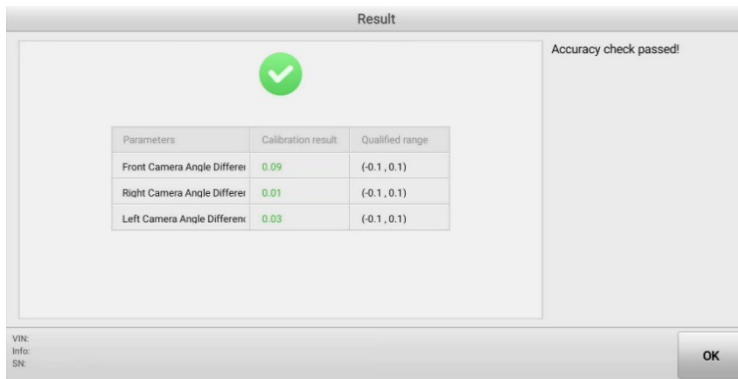 Result
Accuracy check passed!
Parameters Calibration result Qualified range
Front Camera Angle Differe 0.09 (-0.1 , 0.1)
Right Camera Angle Differe 0.01 (-0.1 , 0.1)
Left Camera Angle Differenc 0.03 (-0.1 , 0.1)
VIN:
Info:
SN:
OK